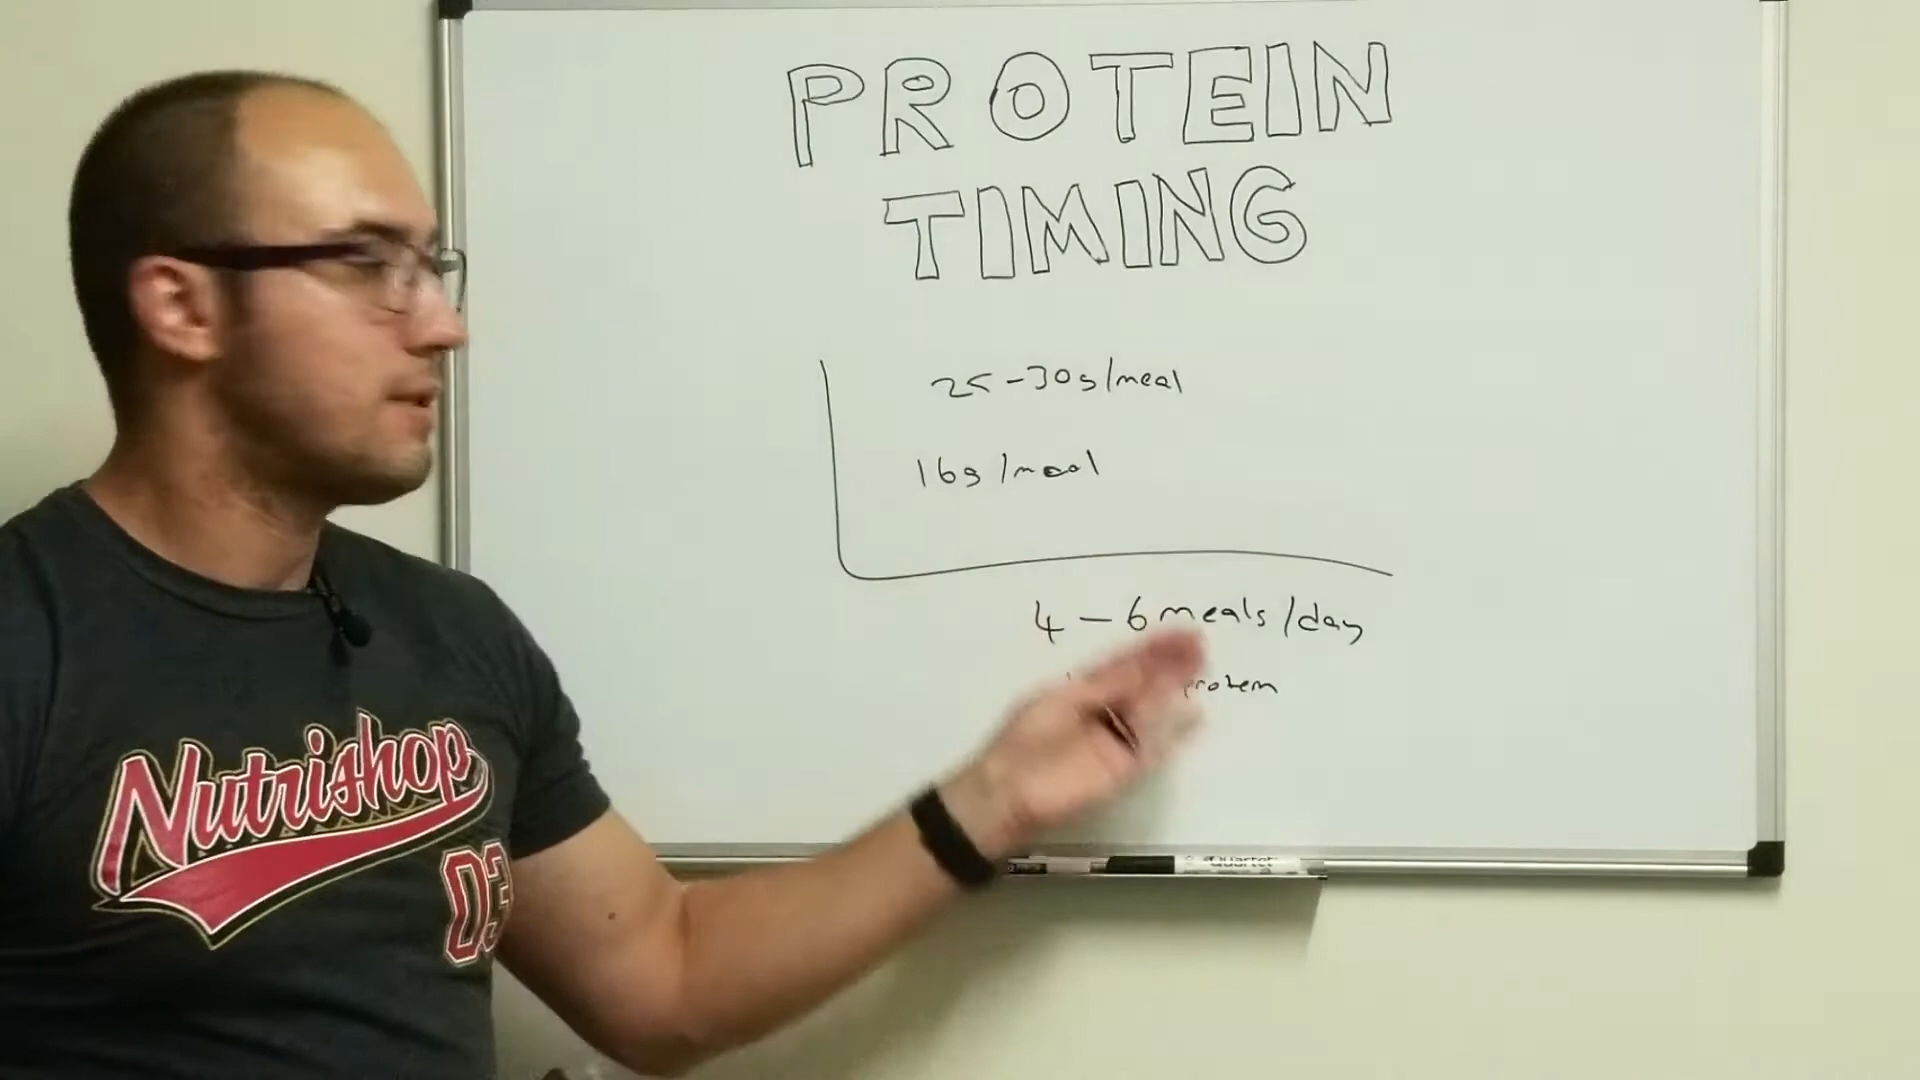 PROTEIN
TIMING
25-30g/meal
16g/meal
4-6 meals/day
protein
Nutrishop
03
Quartet